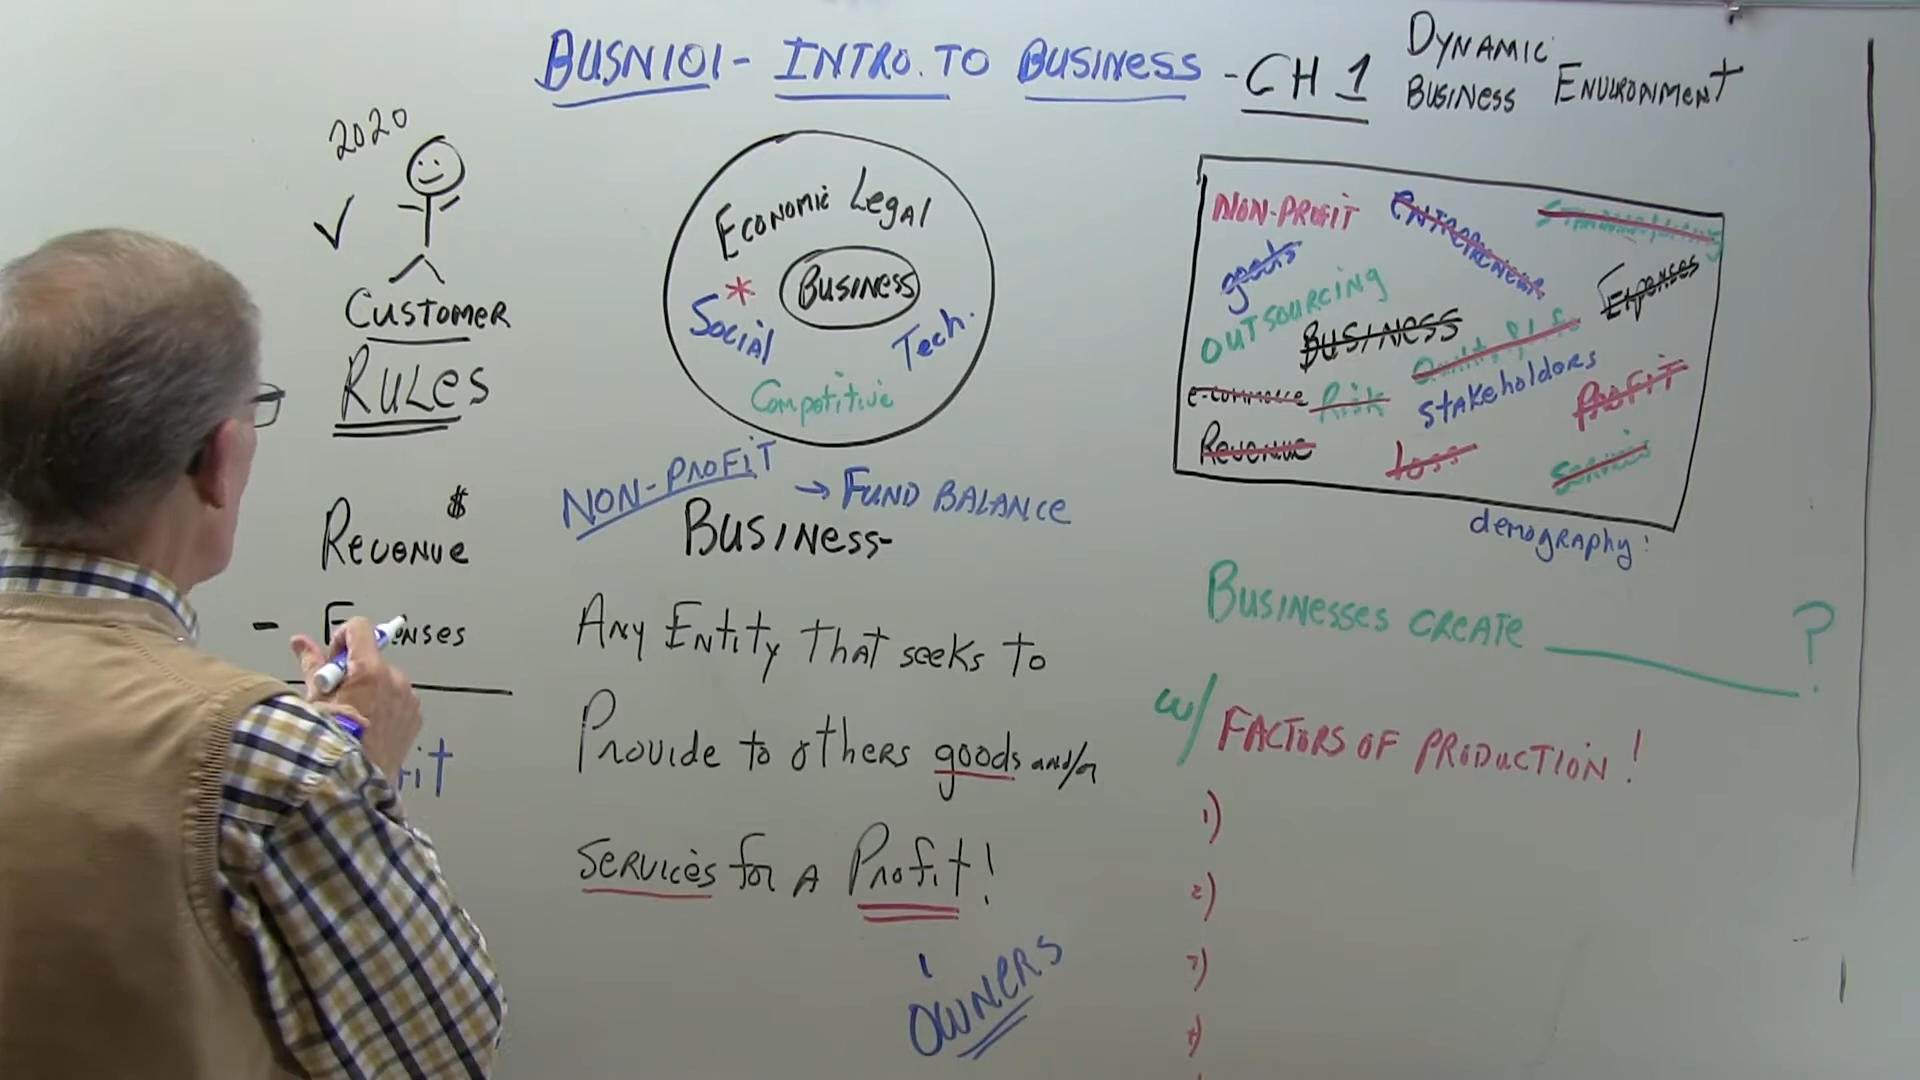 BUSN101 - INTRO. TO BUSINESS - CH 1
DYNAMIC
BUSINESS ENVIRONMENT
2020
CUSTOMER
RULES
REVENUE $
- E enses
it
Economic Legal
BUSINESS
*
Social
Tech.
Competitive
NON-PROFIT → FUND BALANCE
BUSINESS-
ANY ENTITY THAT seeks to
PROVIDE to others goods and/or
SERVICES for A PROFIT!
OWNERS
NON-PROFIT
ENTREPRENEUR
goods
Expenses
OUTSOURCING
BUSINESS
e-commerce
Risk
stakeholders
PROFIT
Revenue
Loss
demography:
BUSINESSES CREATE ?
w/ FACTORS OF PRODUCTION!
1)
2)